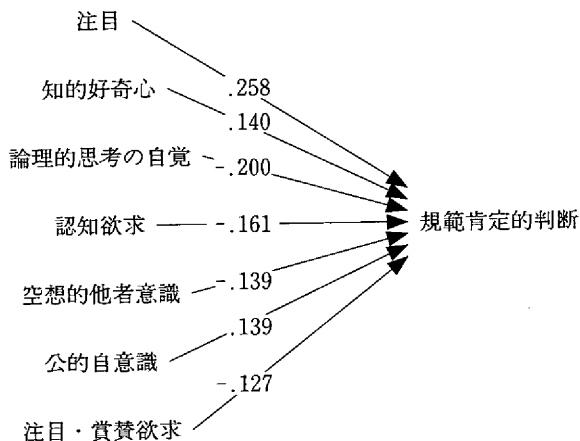 注目
.258
知的好奇心
.140
論理的思考の自覚
-.200
認知欲求
-.161
規範肯定的判断
空想的他者意識
-.139
公的自意識
.139
注目・賞賛欲求
-.127